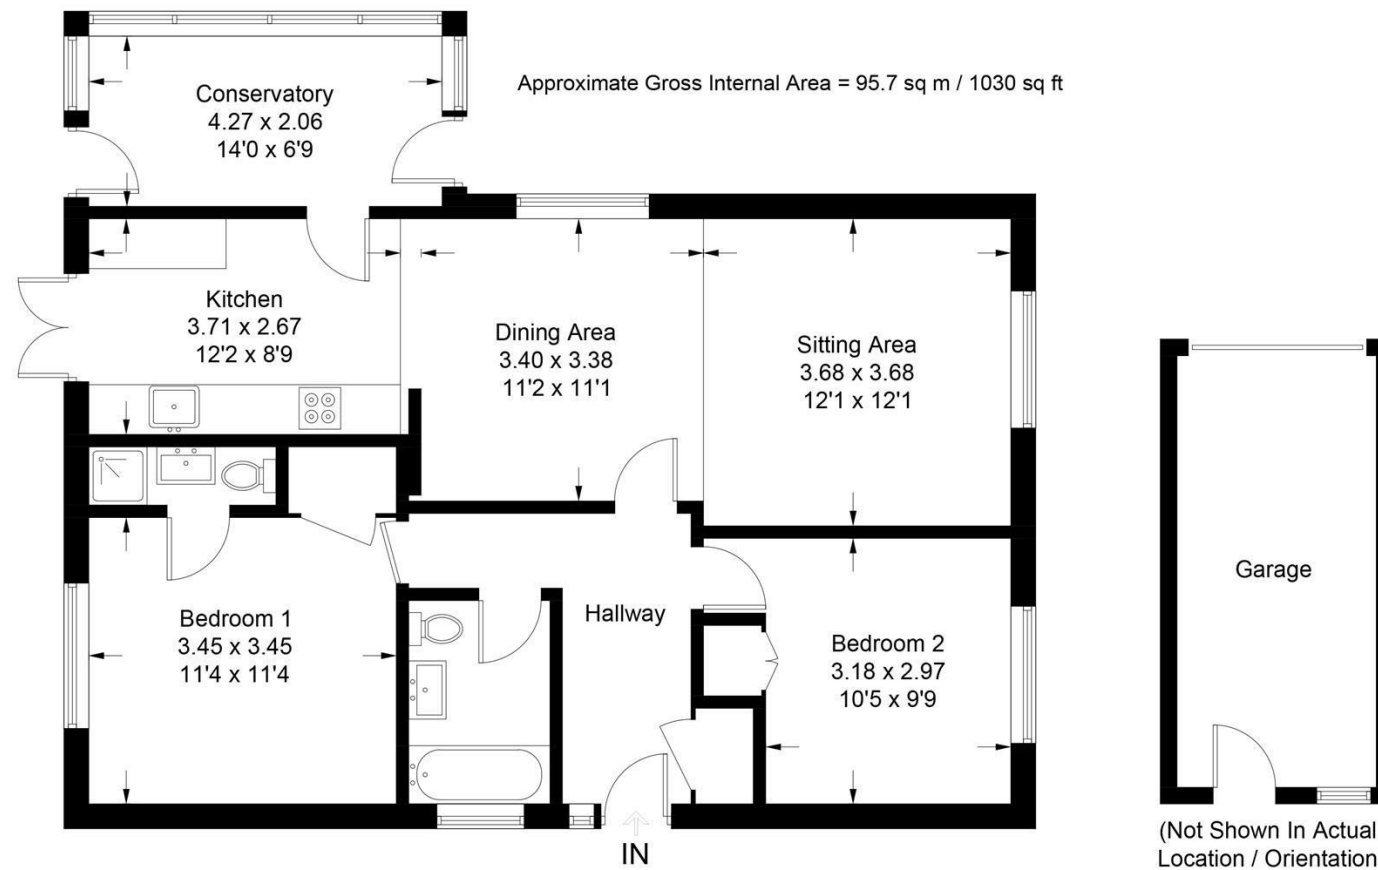 Approximate Gross Internal Area = 95.7 sq m / 1030 sq ft
Conservatory
4.27 x 2.06
14'0 x 6'9
Kitchen
3.71 x 2.67
12'2 x 8'9
Dining Area
3.40 x 3.38
11'2 x 11'1
Sitting Area
3.68 x 3.68
12'1 x 12'1
Bedroom 1
3.45 x 3.45
11'4 x 11'4
Hallway
Bedroom 2
3.18 x 2.97
10'5 x 9'9
IN
Garage
(Not Shown In Actual
Location / Orientation